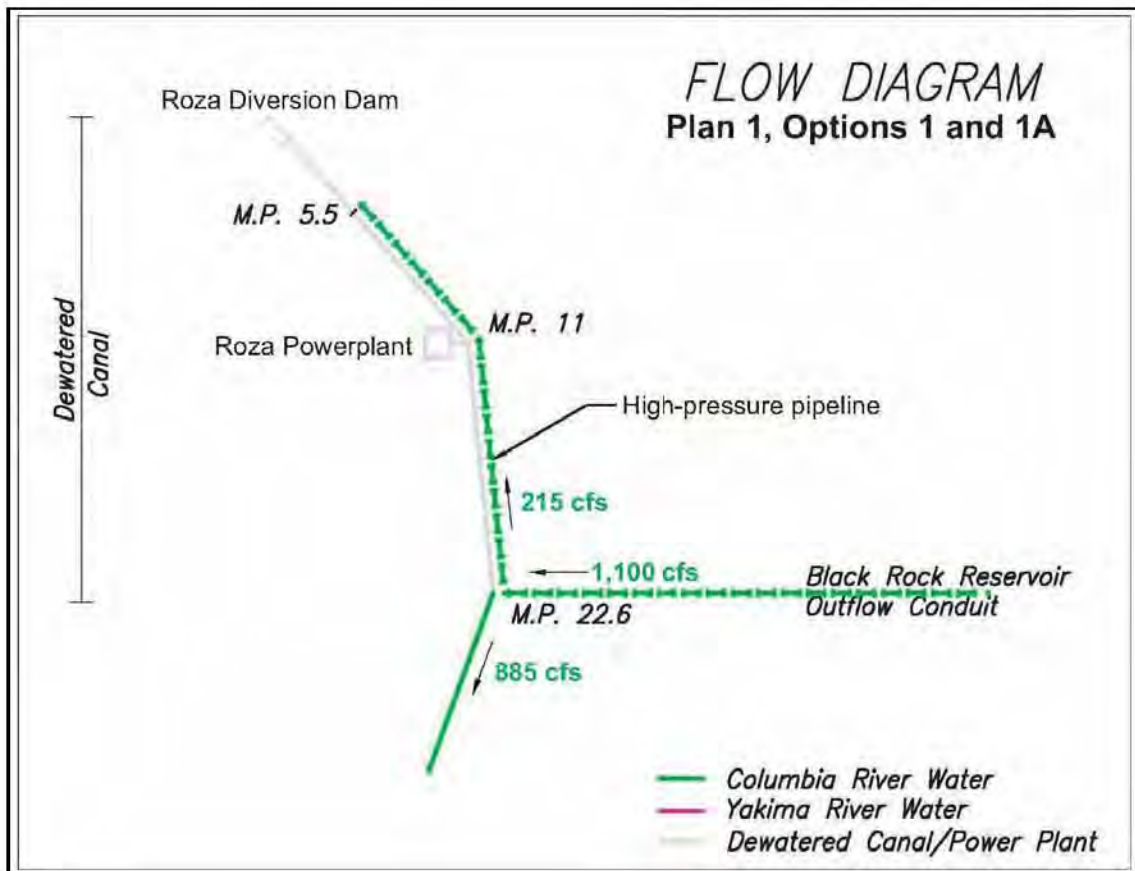 FLOW DIAGRAM
Plan 1, Options 1 and 1A
Roza Diversion Dam
M.P. 5.5
Dewatered
Canal
M.P. 11
Roza Powerplant
High-pressure pipeline
215 cfs
1,100 cfs
Black Rock Reservoir
Outflow Conduit
M.P. 22.6
885 cfs
Columbia River Water
Yakima River Water
Dewatered Canal/Power Plant